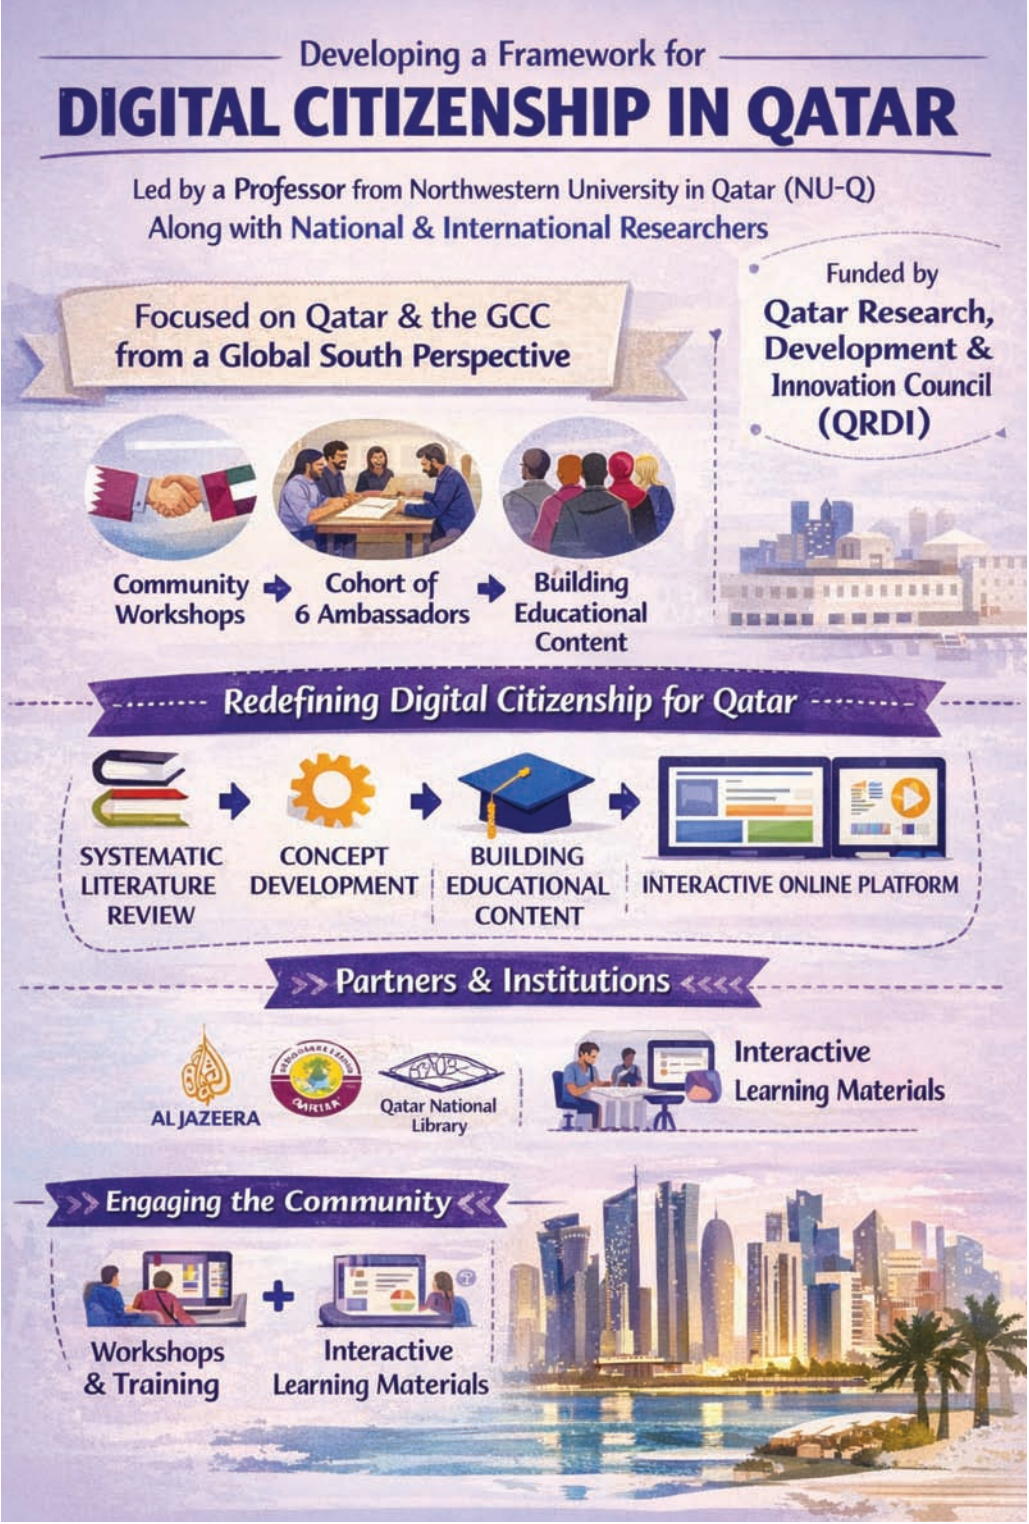 Developing a Framework for
DIGITAL CITIZENSHIP IN QATAR
Led by a Professor from Northwestern University in Qatar (NU-Q)
Along with National & International Researchers
Funded by
Qatar Research,
Development &
Innovation Council
(QRDI)
Focused on Qatar & the GCC
from a Global South Perspective
Community
Workshops
Cohort of
6 Ambassadors
Building
Educational
Content
Redefining Digital Citizenship for Qatar
SYSTEMATIC
LITERATURE
REVIEW
CONCEPT
DEVELOPMENT
BUILDING
EDUCATIONAL
CONTENT
INTERACTIVE ONLINE PLATFORM
Partners & Institutions
AL JAZEERA
Qatar National
Library
Interactive
Learning Materials
Engaging the Community
Workshops
& Training
Interactive
Learning Materials